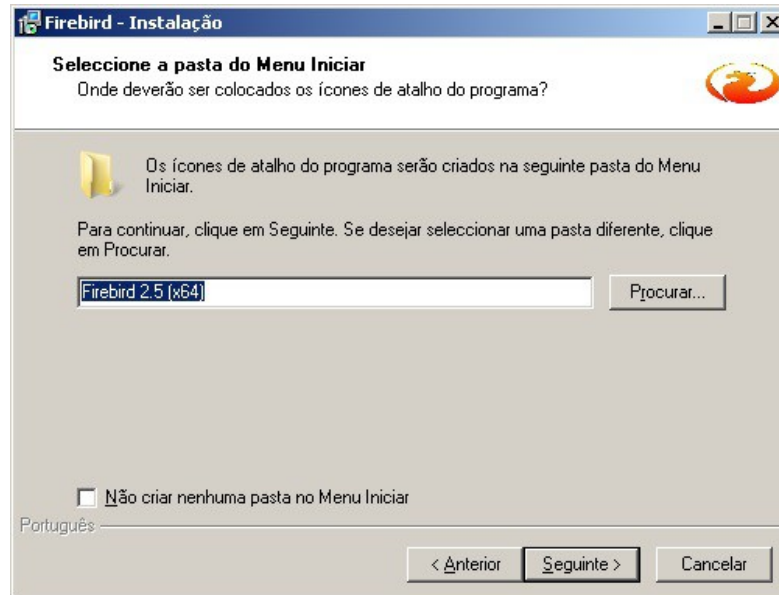 Firebird - Instalação
Seleccione a pasta do Menu Iniciar
Onde deverão ser colocados os ícones de atalho do programa?
Os ícones de atalho do programa serão criados na seguinte pasta do Menu
Iniciar.
Para continuar, clique em Seguinte. Se desejar seleccionar uma pasta diferente, clique
em Procurar.
Firebird 2.5 (x64)
Procurar...
Não criar nenhuma pasta no Menu Iniciar
Português
< Anterior
Seguinte >
Cancelar